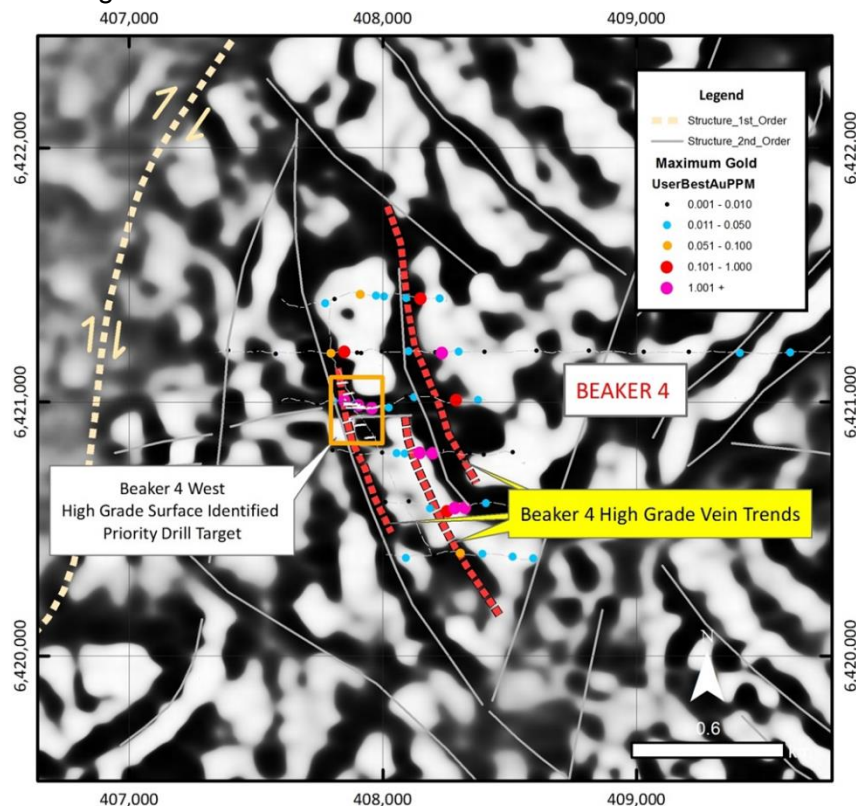 407,000 408,000 409,000
6,422,000
6,421,000
6,420,000
Legend
Structure_1st_Order
Structure_2nd_Order
Maximum Gold
UserBestAuPPM
0.001 - 0.010
0.011 - 0.050
0.051 - 0.100
0.101 - 1.000
1.001 +
6,422,000
6,421,000
6,420,000
BEAKER 4
Beaker 4 West
High Grade Surface Identified
Priority Drill Target
Beaker 4 High Grade Vein Trends
N
0.6
407,000 408,000 409,000